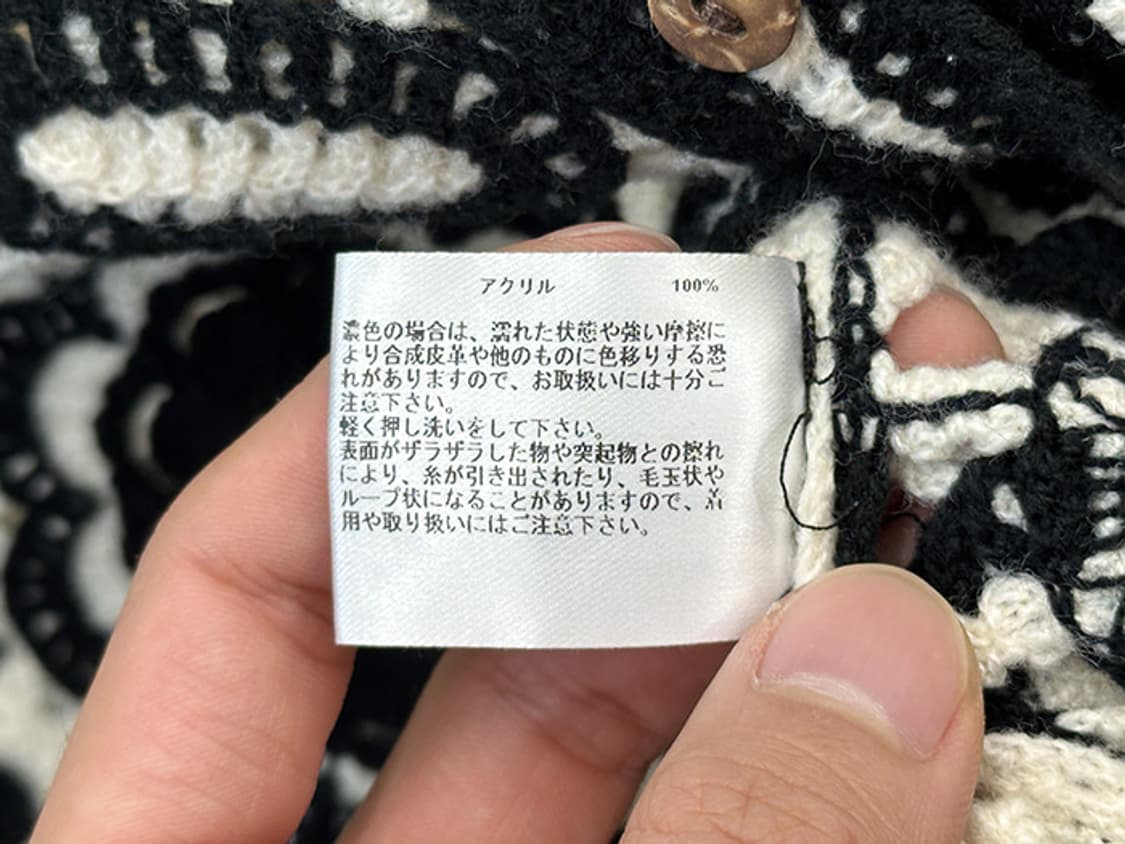 アクリル 100%
濃色の場合は、濡れた状態や強い摩擦に
より合成皮革や他のものに色移りする恐
れがありますので、お取扱いには十分ご
注意下さい。
軽く押し洗いをして下さい。
表面がザラザラした物や突起物との擦れ
により、糸が引き出されたり、毛玉状や
ループ状になることがありますので、着
用や取り扱いにはご注意下さい。